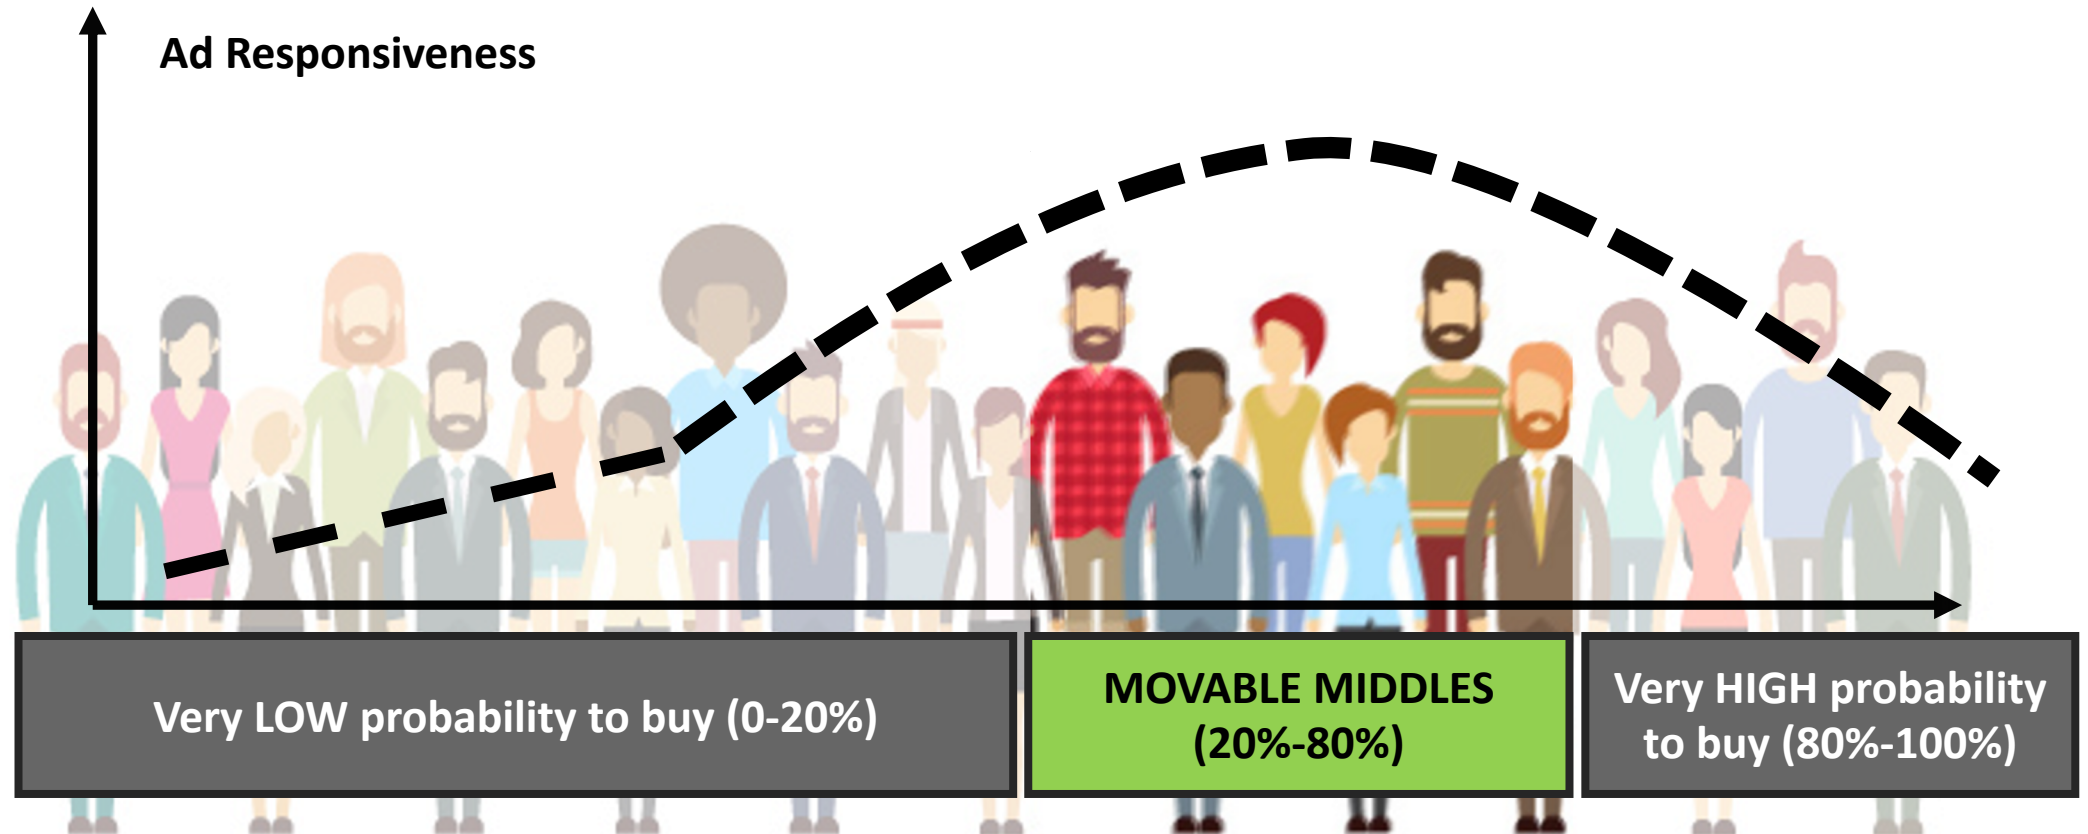 Ad Responsiveness
Very LOW probability to buy (0-20%)
MOVABLE MIDDLES
(20%-80%)
Very HIGH probability
to buy (80%-100%)